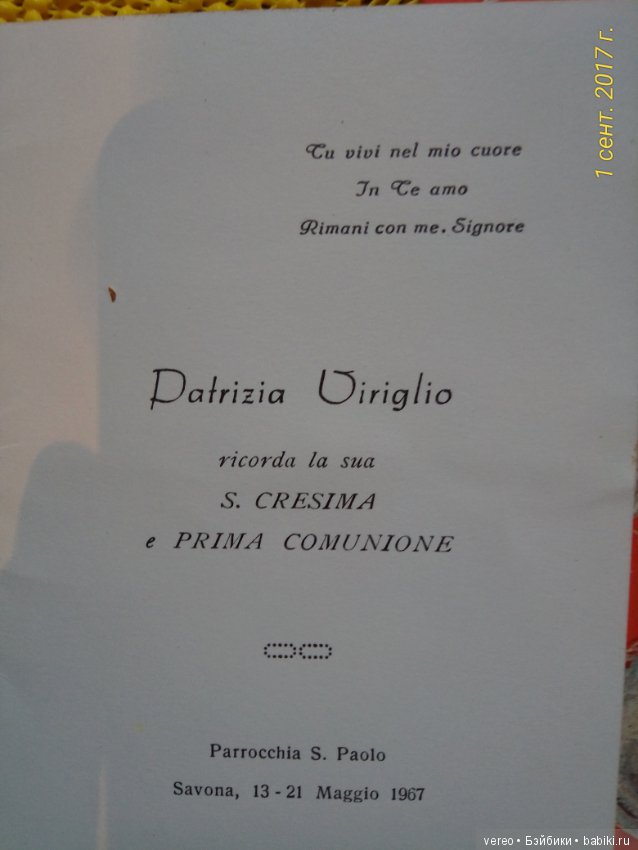 1 сент. 2017 г.
Tu vivi nel mio cuore
In Te amo
Rimani con me. Signore
Patrizia Viriglio
ricorda la sua
S. CRESIMA
e PRIMA COMUNIONE
Parrocchia S. Paolo
Savona, 13 - 21 Maggio 1967
vereo • Бэйбики • babiki.ru